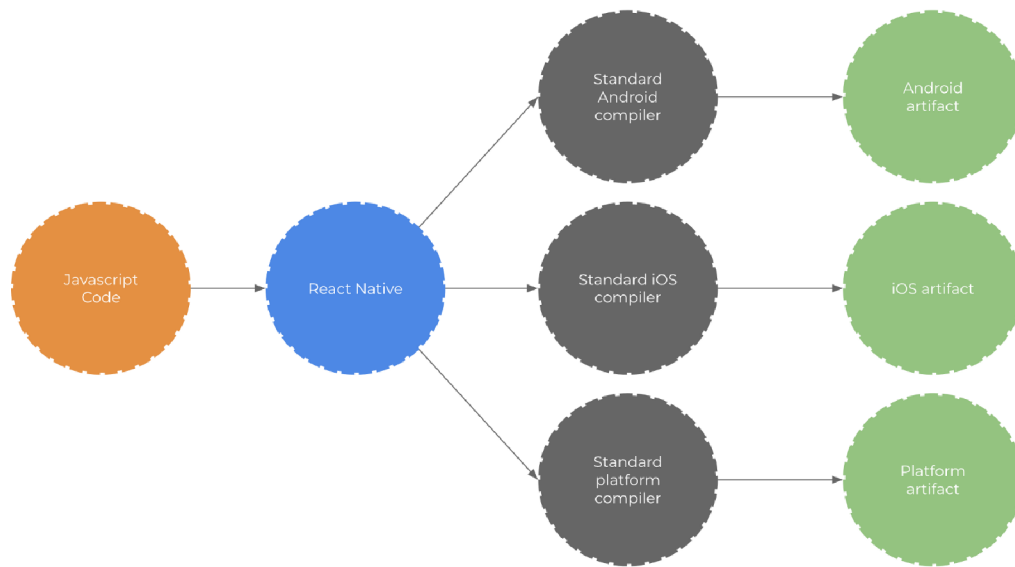 Standard
Android
compiler
Android
artifact
Javascript
Code
React Native
Standard iOS
compiler
iOS artifact
Standard
platform
compiler
Platform
artifact